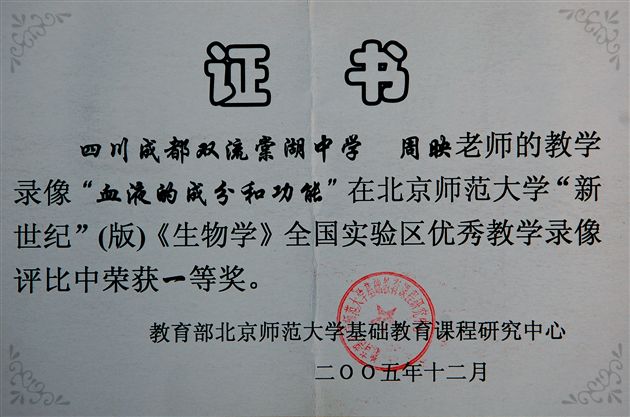 证 书
四川成都双流棠湖中学 周映老师的教学
录像“血液的成分和功能”在北京师范大学“新
世纪”(版)《生物学》全国实验区优秀教学录像
评比中荣获一等奖。
教育部北京师范大学基础教育课程研究中心
二〇〇五年十二月